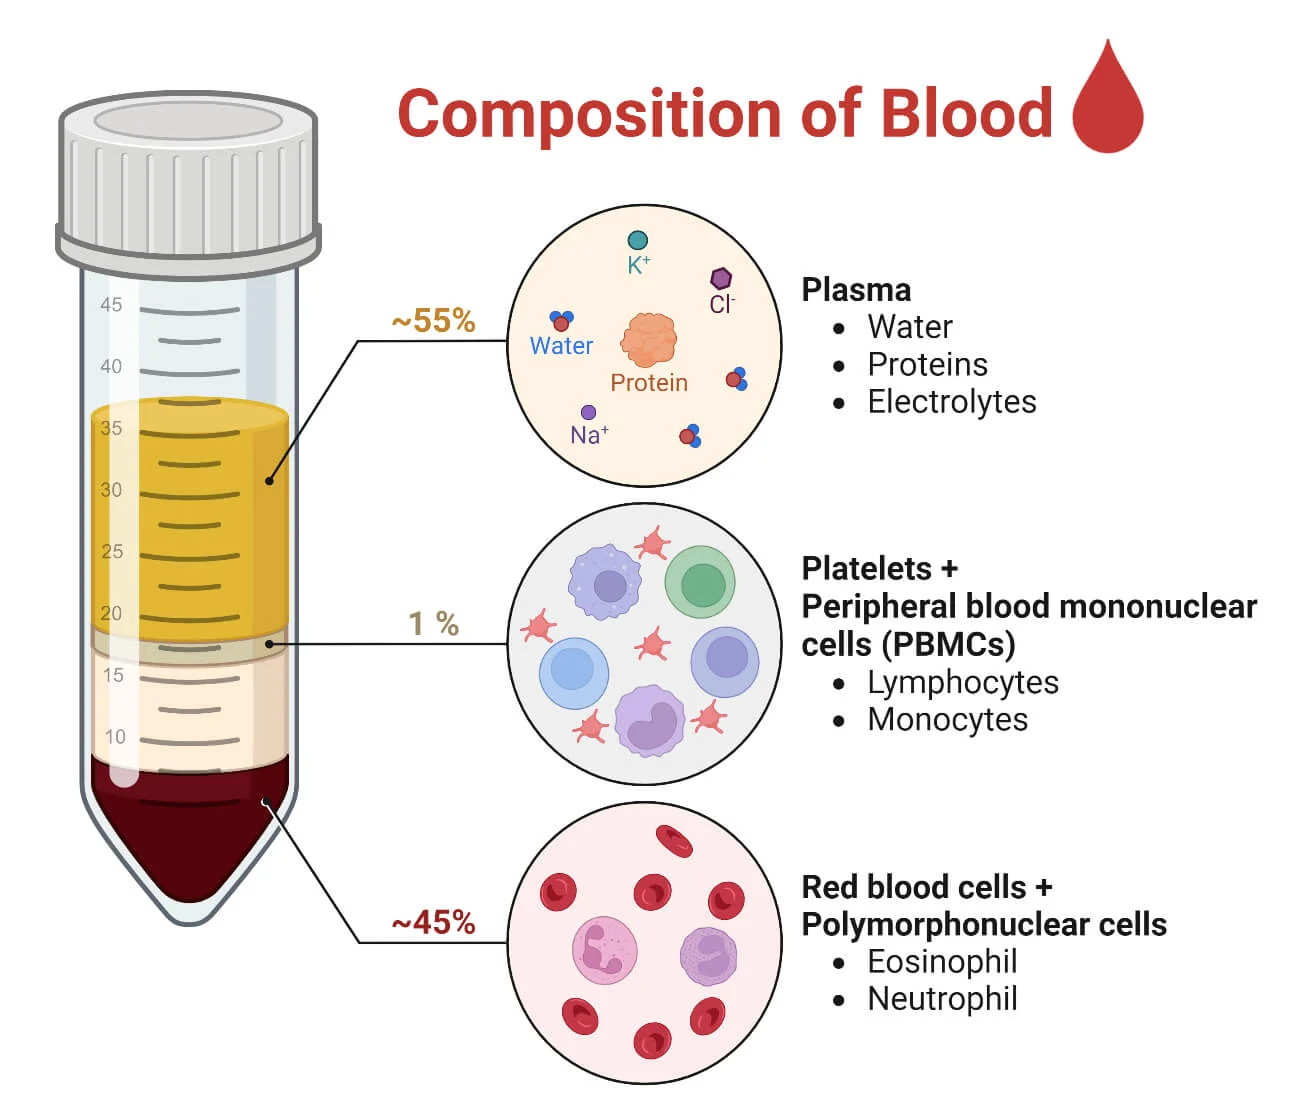 Composition of Blood
45
40
35
30
25
20
15
10
~55%
K⁺
Cl⁻
Water
Protein
Na⁺
Plasma
• Water
• Proteins
• Electrolytes
1 %
Platelets +
Peripheral blood mononuclear
cells (PBMCs)
• Lymphocytes
• Monocytes
~45%
Red blood cells +
Polymorphonuclear cells
• Eosinophil
• Neutrophil